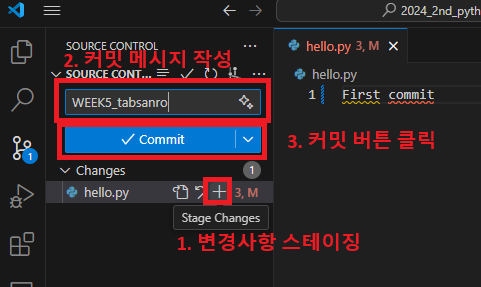 2024_2nd_pyth
SOURCE CONTROL
2. 커밋 메시지 작성
SOURCE CONT...
WEEK5_tabsanro
Commit
Changes
1
hello.py
3, M
Stage Changes
1. 변경사항 스테이징
hello.py 3, M
hello.py
1 First commit
3. 커밋 버튼 클릭
1